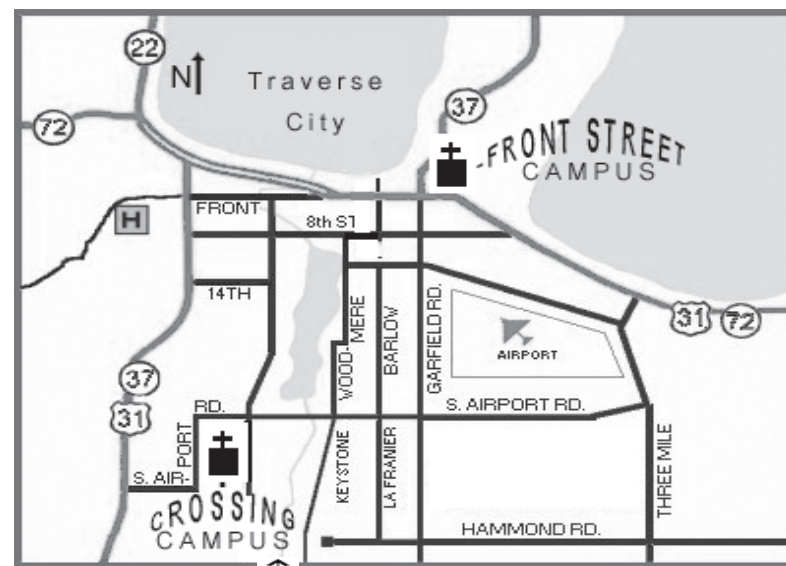 22
N
Traverse
City
72
37
-FRONT STREET
CAMPUS
H
FRONT
8th ST
14TH
WOOD-
MERE
BARLOW
GARFIELD RD.
AIRPORT
31
72
37
31
RD.
S. AIRPORT RD.
S. AIR-
PORT
KEYSTONE
LA FRANIER
THREE MILE
CROSSING
CAMPUS
HAMMOND RD.